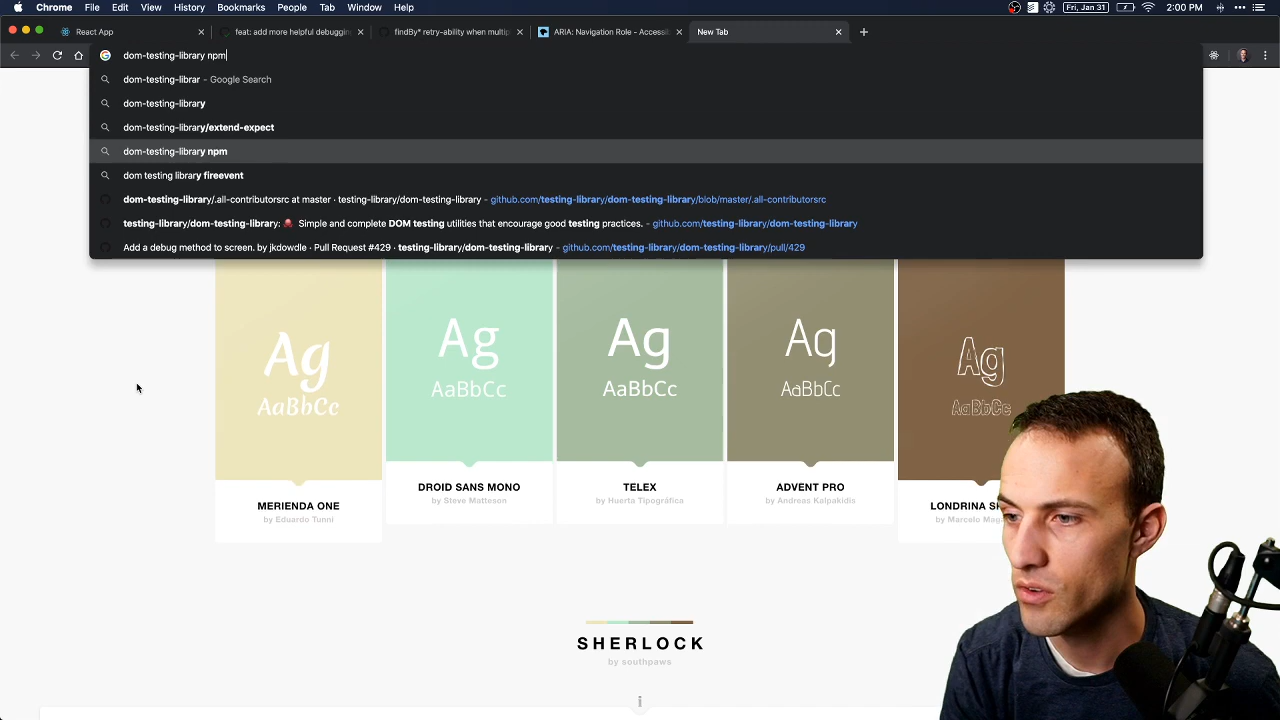 Chrome File Edit View History Bookmarks People Tab Window Help Fri, Jan 31 2:00 PM
React App feat: add more helpful debuggin findBy* retry-ability when multip ARIA: Navigation Role - Accessi New Tab
dom-testing-library npm
dom-testing-librar - Google Search
dom-testing-library
dom-testing-library/extend-expect
dom-testing-library npm
dom testing library fireevent
dom-testing-library/.all-contributorsrc at master · testing-library/dom-testing-library - github.com/testing-library/dom-testing-library/blob/master/.all-contributorsrc
testing-library/dom-testing-library: 🐙 Simple and complete DOM testing utilities that encourage good testing practices. - github.com/testing-library/dom-testing-library
Add a debug method to screen. by jkdowdle · Pull Request #429 · testing-library/dom-testing-library - github.com/testing-library/dom-testing-library/pull/429
Ag Ag Ag Ag Ag
AaBbCc AaBbCc AaBbCc AaBbCc AaBbCc
MERIENDA ONE DROID SANS MONO TELEX ADVENT PRO LONDRINA
by Eduardo Tunni by Steve Matteson by Huerta Tipográfica by Andreas Kalpakidis by Marcelo
SHERLOCK
by southpaws
i